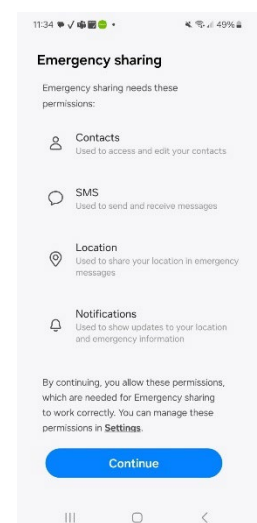 11:34 49%
Emergency sharing
Emergency sharing needs these
permissions:
Contacts
Used to access and edit your contacts
SMS
Used to send and receive messages
Location
Used to share your location in emergency
messages
Notifications
Used to show updates to your location
and emergency information
By continuing, you allow these permissions,
which are needed for Emergency sharing
to work correctly. You can manage these
permissions in Settings.
Continue